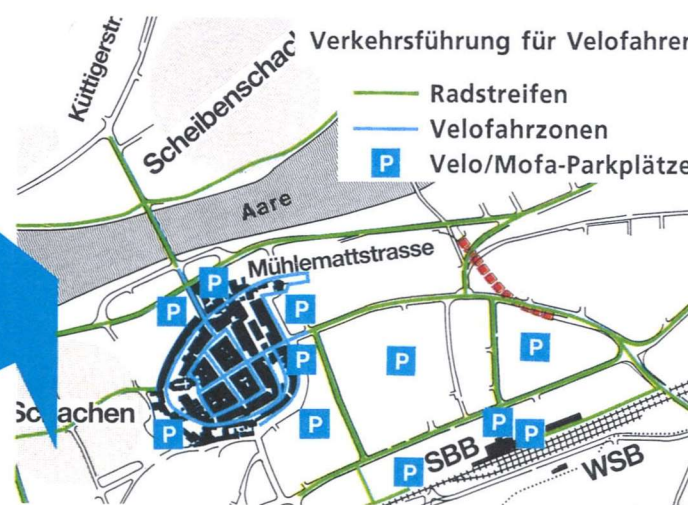 Verkehrsführung für Velofahrer
Radstreifen
Velofahrzonen
P Velo/Mofa-Parkplätze
Küttigerstr.
Scheibenschac
Aare
Mühlemattstrasse
P
P
P
P
P
P
P
P
P
P
P
Schachen
SBB
WSB